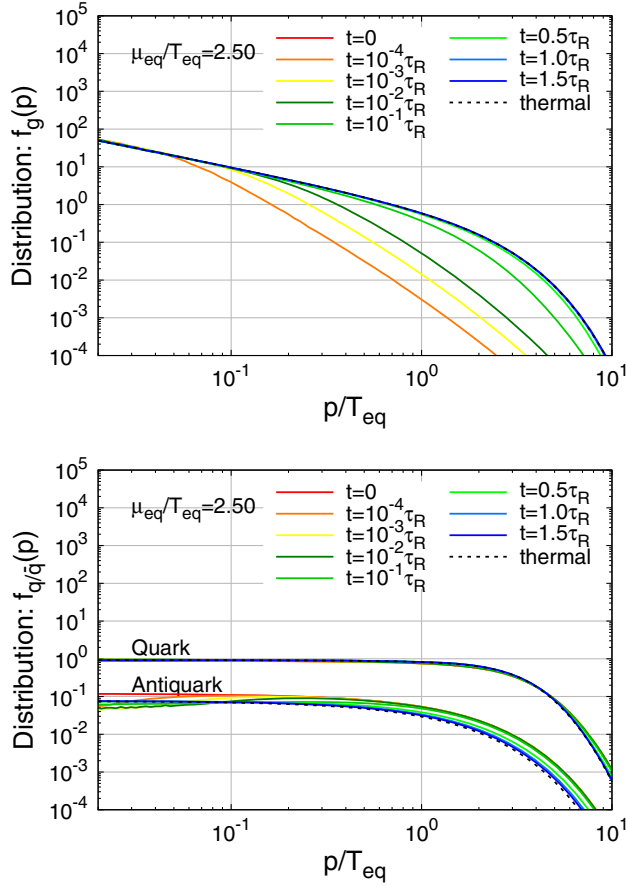 Distribution: f_g(p)
μ_eq/T_eq=2.50
t=0
t=10^-4τ_R
t=10^-3τ_R
t=10^-2τ_R
t=10^-1τ_R
t=0.5τ_R
t=1.0τ_R
t=1.5τ_R
thermal
10^5
10^4
10^3
10^2
10^1
10^0
10^-1
10^-2
10^-3
10^-4
10^-1
10^0
10^1
p/T_eq
Distribution: f_q/q̄(p)
μ_eq/T_eq=2.50
t=0
t=10^-4τ_R
t=10^-3τ_R
t=10^-2τ_R
t=10^-1τ_R
t=0.5τ_R
t=1.0τ_R
t=1.5τ_R
thermal
Quark
Antiquark
10^5
10^4
10^3
10^2
10^1
10^0
10^-1
10^-2
10^-3
10^-4
10^-1
10^0
10^1
p/T_eq